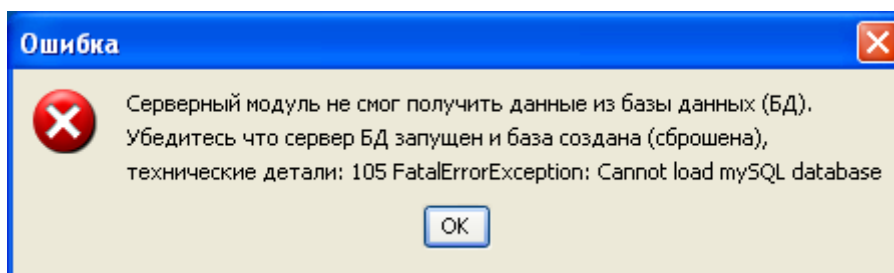 Ошибка
Серверный модуль не смог получить данные из базы данных (БД).
Убедитесь что сервер БД запущен и база создана (сброшена),
технические детали: 105 FatalErrorException: Cannot load mySQL database
OK